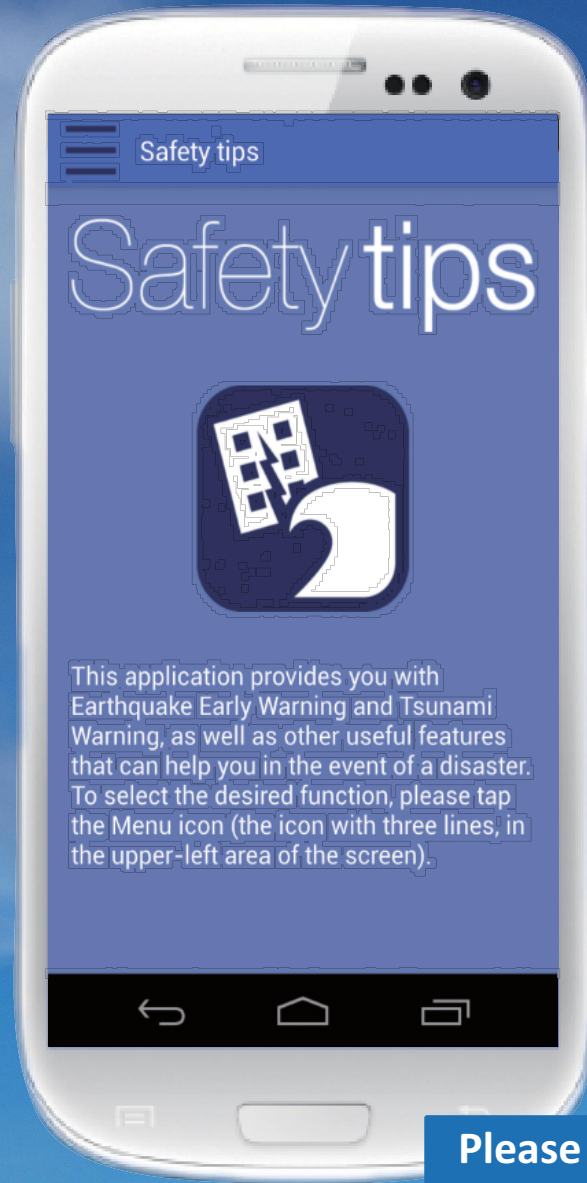 Safety tips
Safety tips
This application provides you with
Earthquake Early Warning and Tsunami
Warning, as well as other useful features
that can help you in the event of a disaster.
To select the desired function, please tap
the Menu icon (the icon with three lines, in
the upper-left area of the screen).
Please